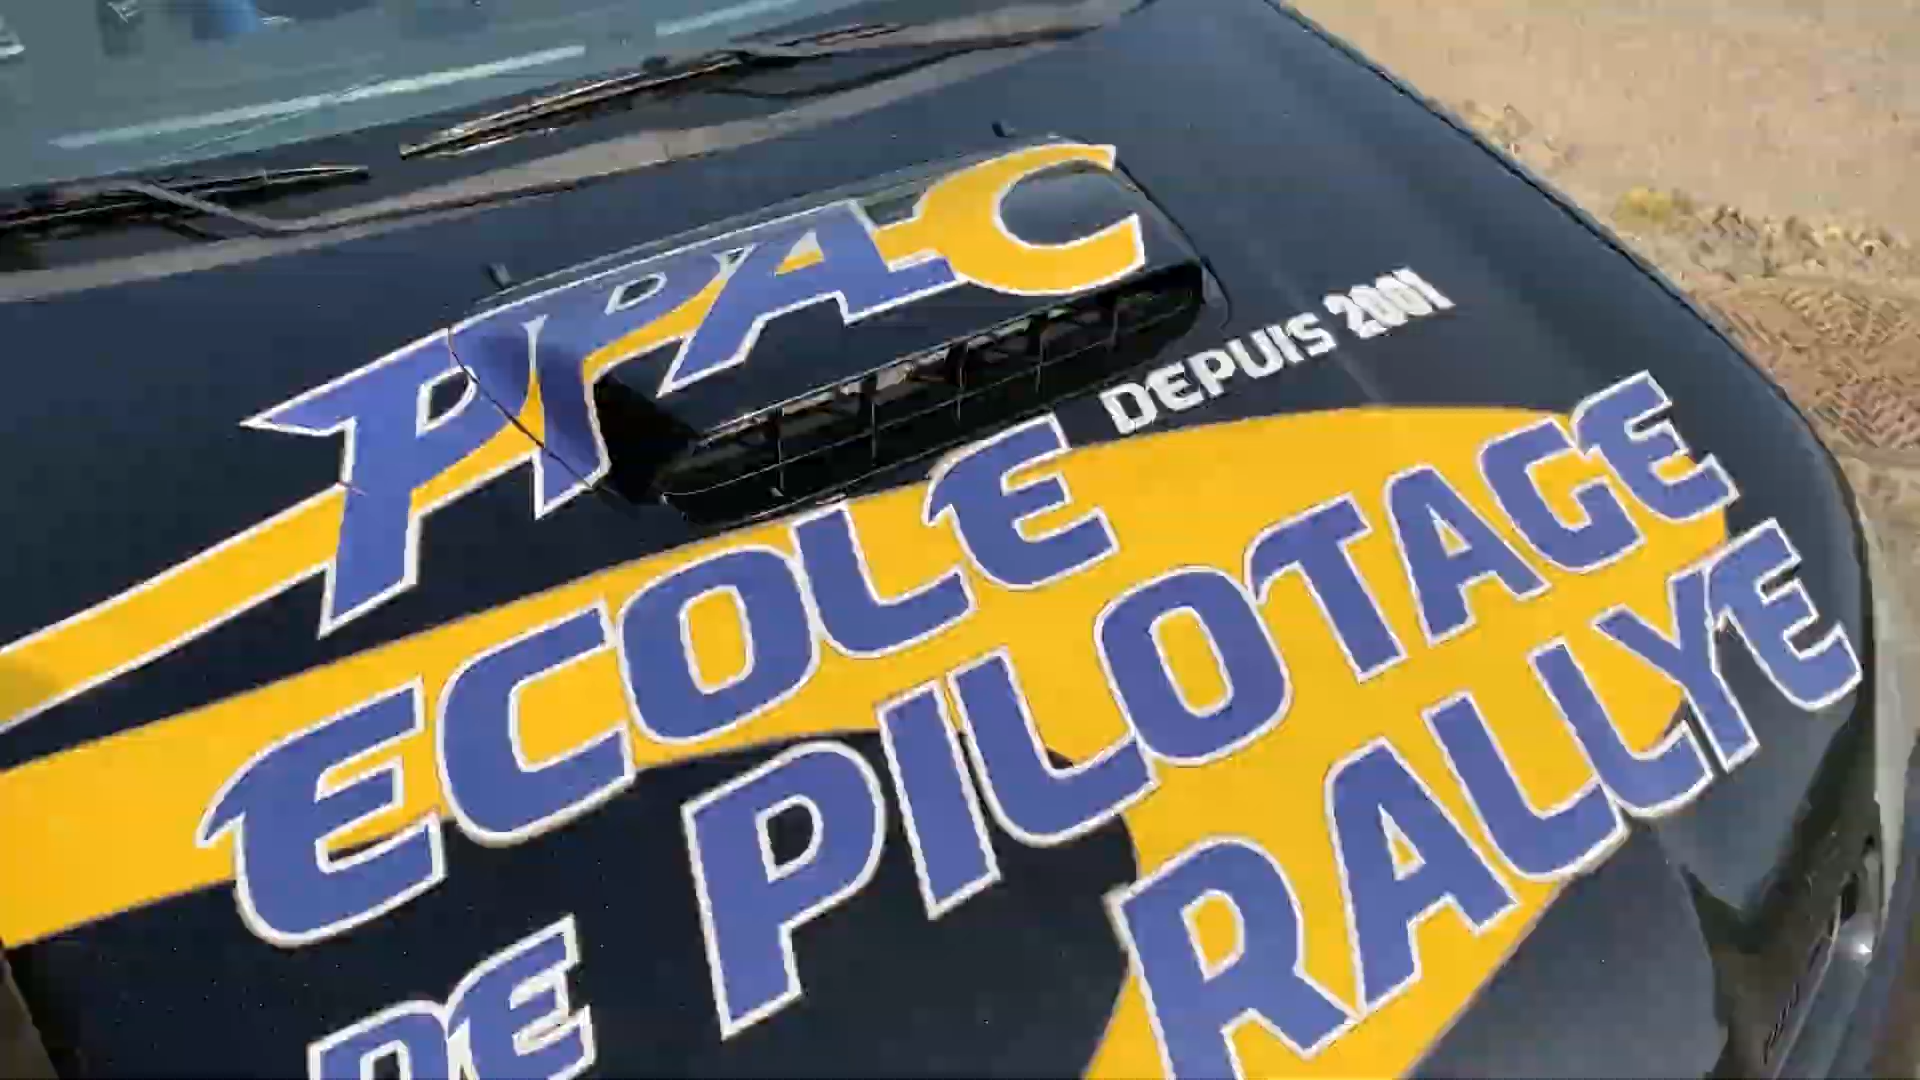 PPAC
DEPUIS 2001
ECOLE
DE PILOTAGE
RALLYE